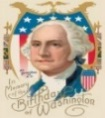 In
Memory
of the
Birthday
of Washington